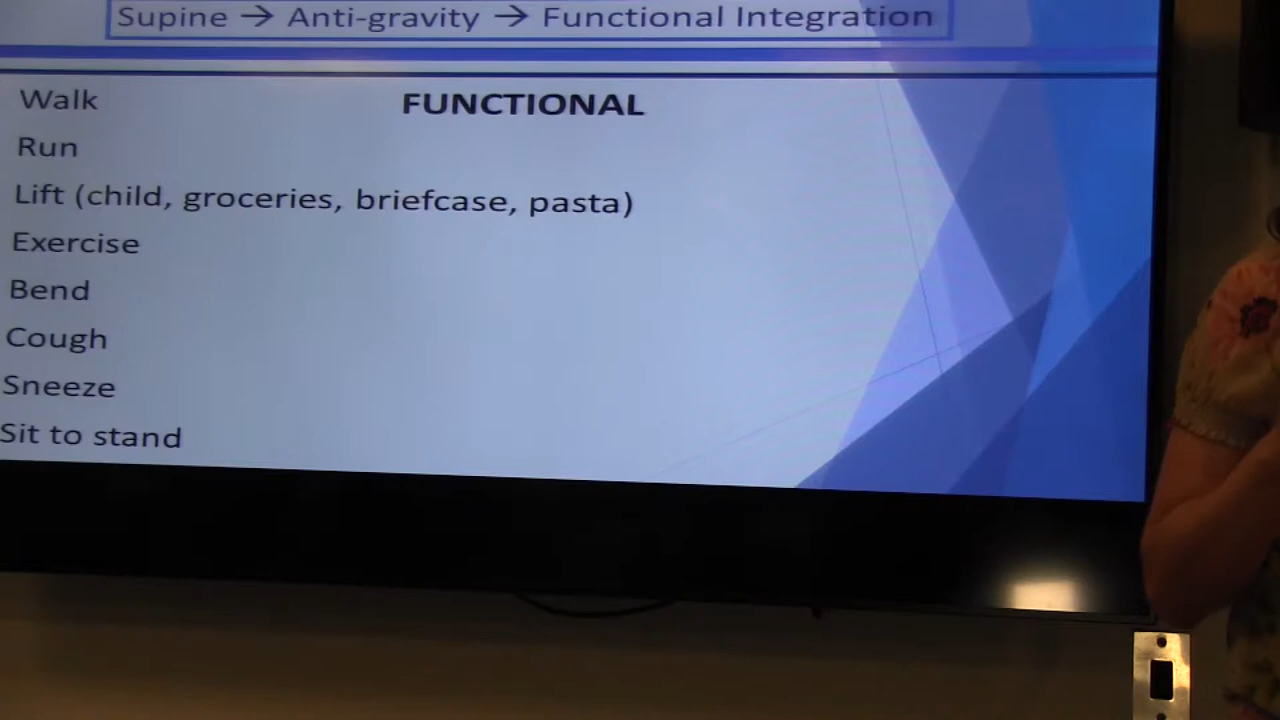 Supine → Anti-gravity → Functional Integration
FUNCTIONAL
Walk
Run
Lift (child, groceries, briefcase, pasta)
Exercise
Bend
Cough
Sneeze
Sit to stand